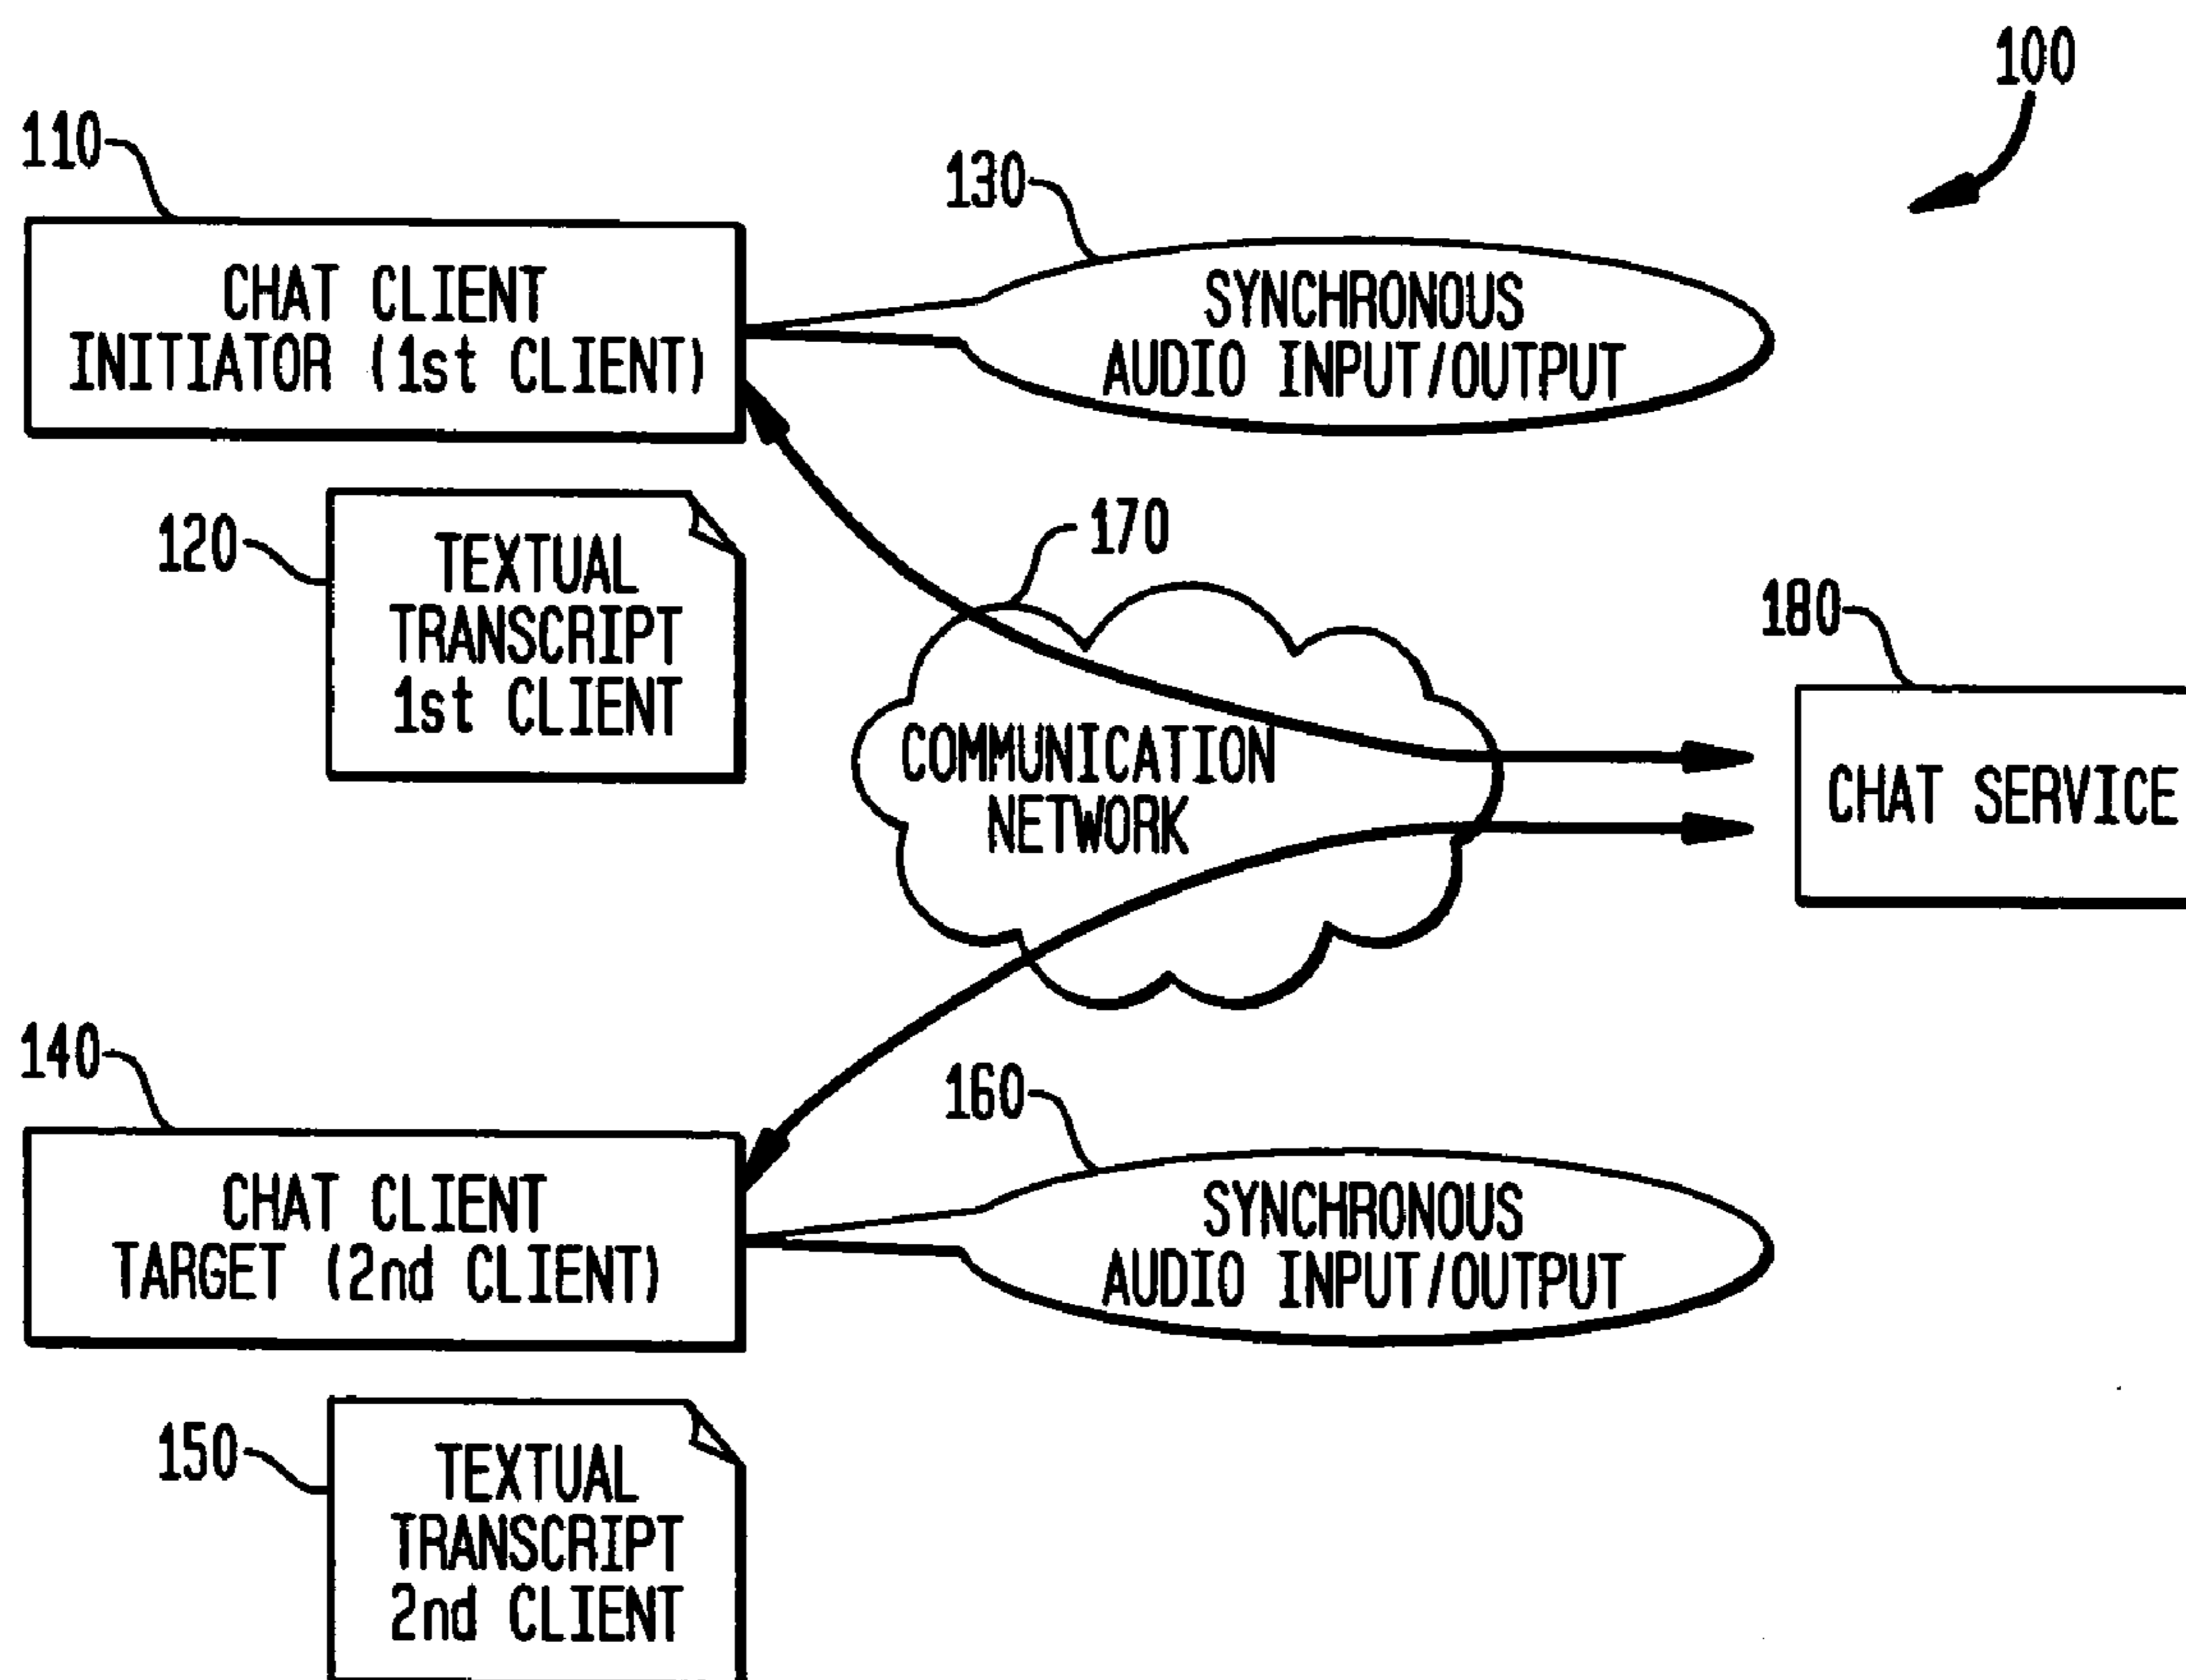 100
110
130
CHAT CLIENT
INITIATOR (1st CLIENT)
SYNCHRONOUS
AUDIO INPUT/OUTPUT
120
TEXTUAL
TRANSCRIPT
1st CLIENT
170
COMMUNICATION
NETWORK
180
CHAT SERVICE
140
160
CHAT CLIENT
TARGET (2nd CLIENT)
SYNCHRONOUS
AUDIO INPUT/OUTPUT
150
TEXTUAL
TRANSCRIPT
2nd CLIENT